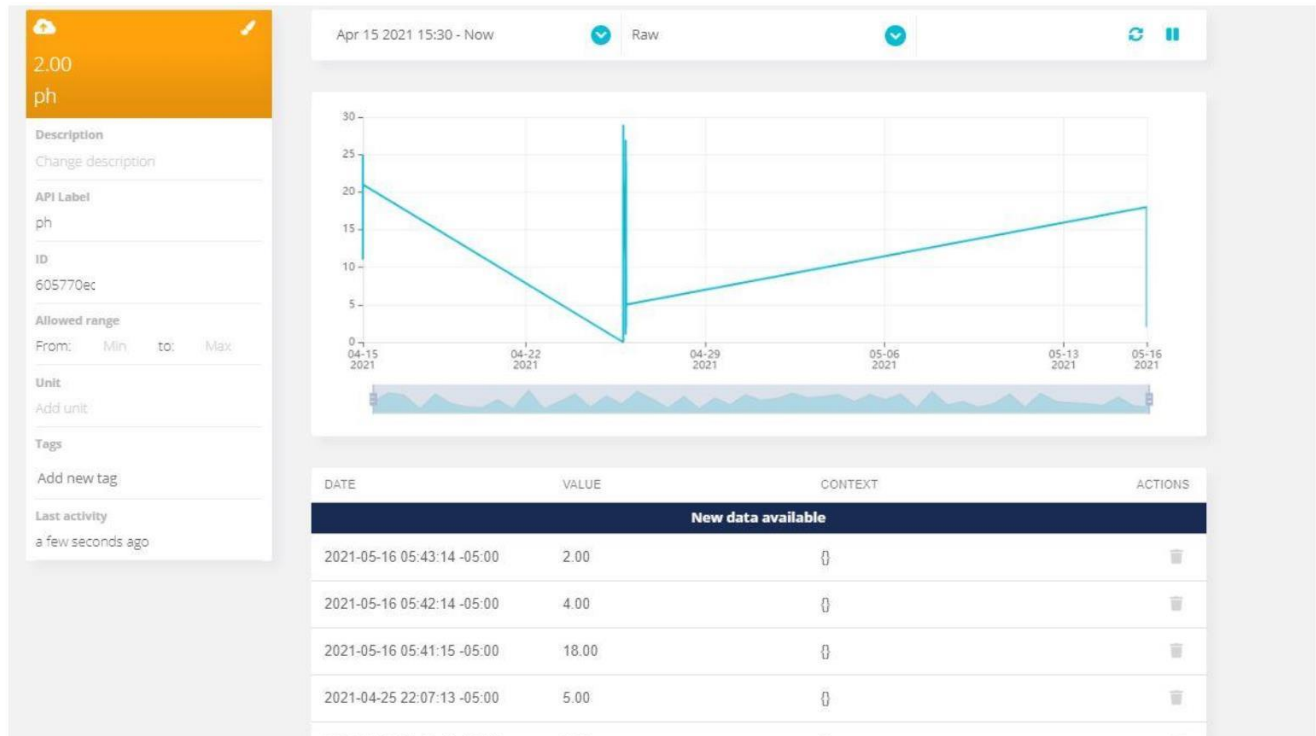 2.00
ph
Description
Change description
API Label
ph
ID
605770ec
Allowed range
From: Min to: Max
Unit
Add unit
Tags
Add new tag
Last activity
a few seconds ago
Apr 15 2021 15:30 - Now
Raw
30
25
20
15
10
5
0
04-15 04-22 04-29 05-06 05-13 05-16
2021 2021 2021 2021 2021 2021
DATE VALUE CONTEXT ACTIONS
New data available
2021-05-16 05:43:14 -05:00 2.00 {}
2021-05-16 05:42:14 -05:00 4.00 {}
2021-05-16 05:41:15 -05:00 18.00 {}
2021-04-25 22:07:13 -05:00 5.00 {}